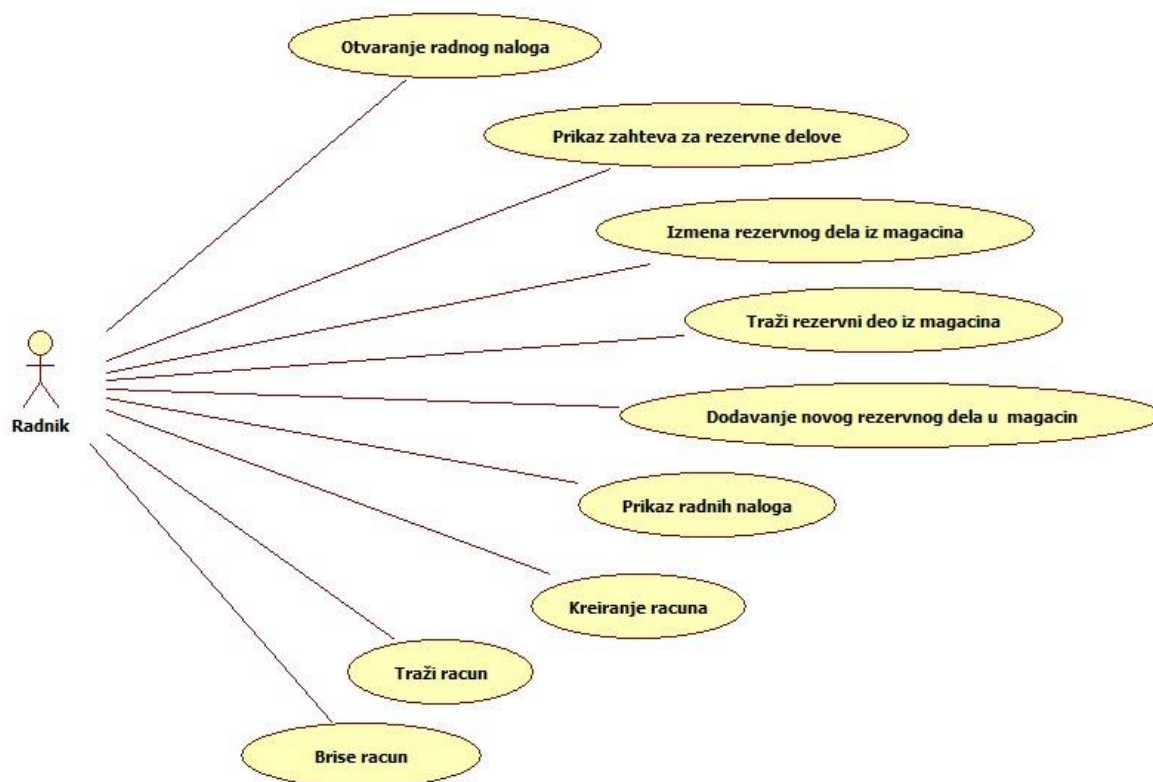 Otvaranje radnog naloga
Prikaz zahteva za rezervne delove
Izmena rezervnog dela iz magacina
Traži rezervni deo iz magacina
Radnik
Dodavanje novog rezervnog dela u magacin
Prikaz radnih naloga
Kreiranje racuna
Traži racun
Brise racun